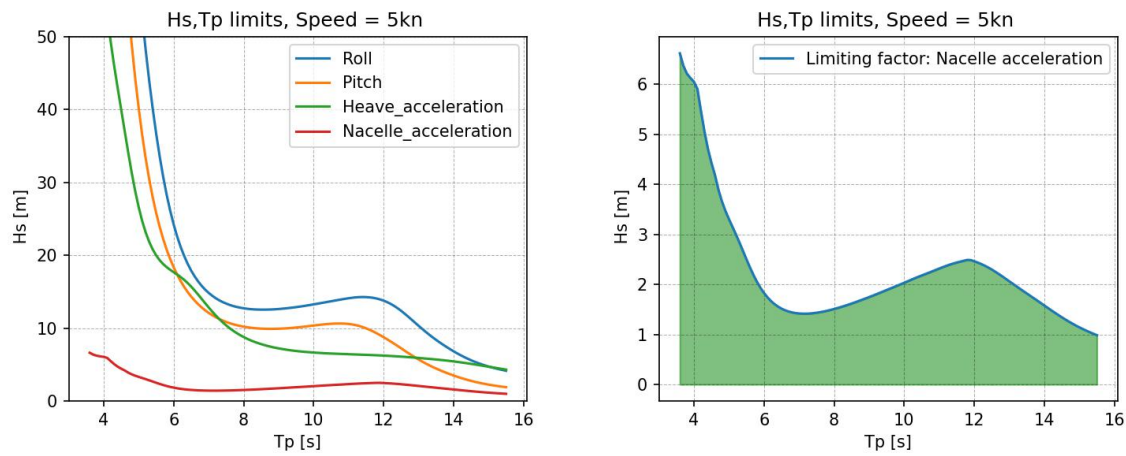 Hs,Tp limits, Speed = 5kn
50
40
30
20
10
0
Hs [m]
Roll
Pitch
Heave_acceleration
Nacelle_acceleration
4 6 8 10 12 14 16
Tp [s]
Hs,Tp limits, Speed = 5kn
6
5
4
3
2
1
0
Hs [m]
Limiting factor: Nacelle acceleration
4 6 8 10 12 14 16
Tp [s]